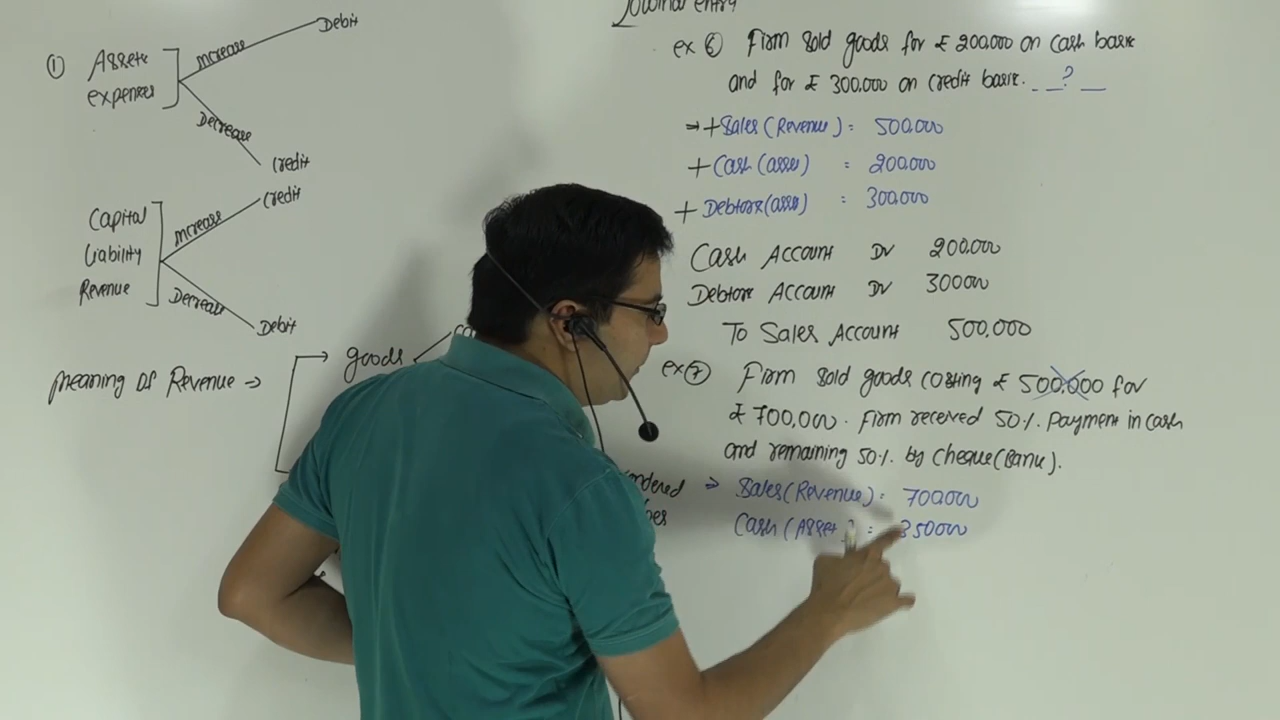 ① Assets
expenses
Increase
Debit
Decrease
Credit
Capital
Liability
Revenue
Increase
Credit
Decrease
Debit
meaning of Revenue →
goods
Journal entry
ex ⑥ Firm sold goods for £ 200,000 on cash basis
and for £ 300,000 on credit basis. _ _?_ _
→ + Sales (Revenue) = 500,000
+ Cash (asset) = 200,000
+ Debtors (asset) = 300,000
Cash Account Dr 200,000
Debtors Account Dr 300000
To Sales Account 500,000
ex ⑦ Firm sold goods costing £ 500,000 for
£ 700,000. Firm received 50% payment in cash
and remaining 50% by Cheque (Bank).
→ Sales (Revenue) = 700,000
Cash (Asset) = 350000